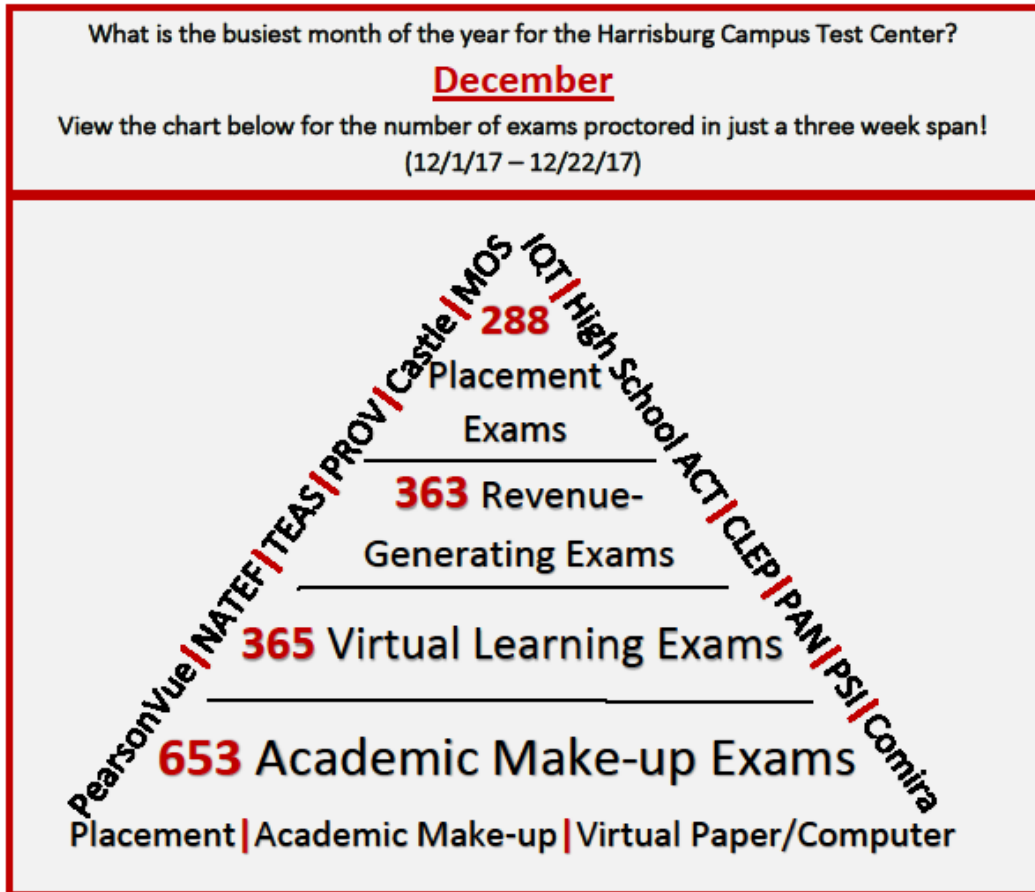 What is the busiest month of the year for the Harrisburg Campus Test Center?
December
View the chart below for the number of exams proctored in just a three week span!
(12/1/17 – 12/22/17)
PearsonVue|NATEF|TEAS|PROV|Castle|MOS
IQT|High School ACT|CLEP|PAN|PSI|Comira
288
Placement
Exams
363 Revenue-
Generating Exams
365 Virtual Learning Exams
653 Academic Make-up Exams
Placement|Academic Make-up|Virtual Paper/Computer